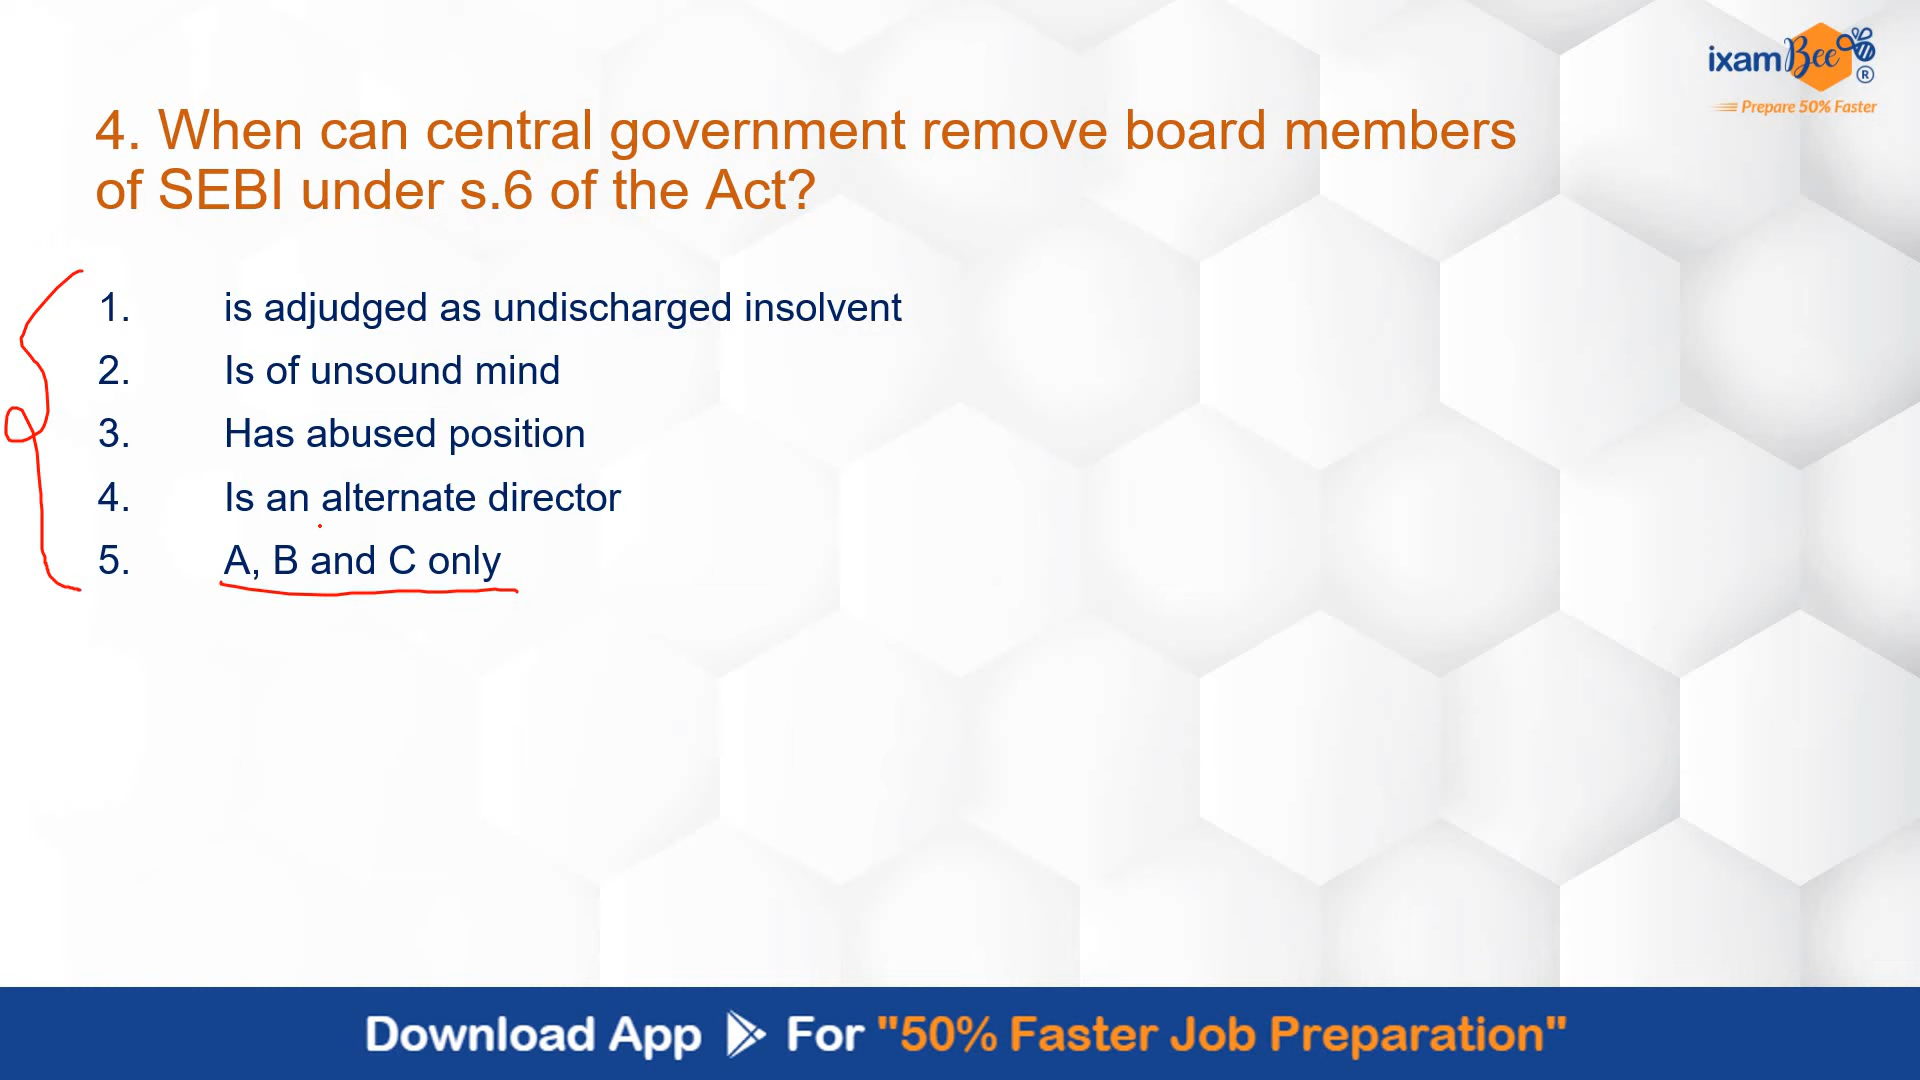 ixamBee®
Prepare 50% Faster
4. When can central government remove board members
of SEBI under s.6 of the Act?
1. is adjudged as undischarged insolvent
2. Is of unsound mind
3. Has abused position
4. Is an alternate director
5. A, B and C only
Download App For "50% Faster Job Preparation"